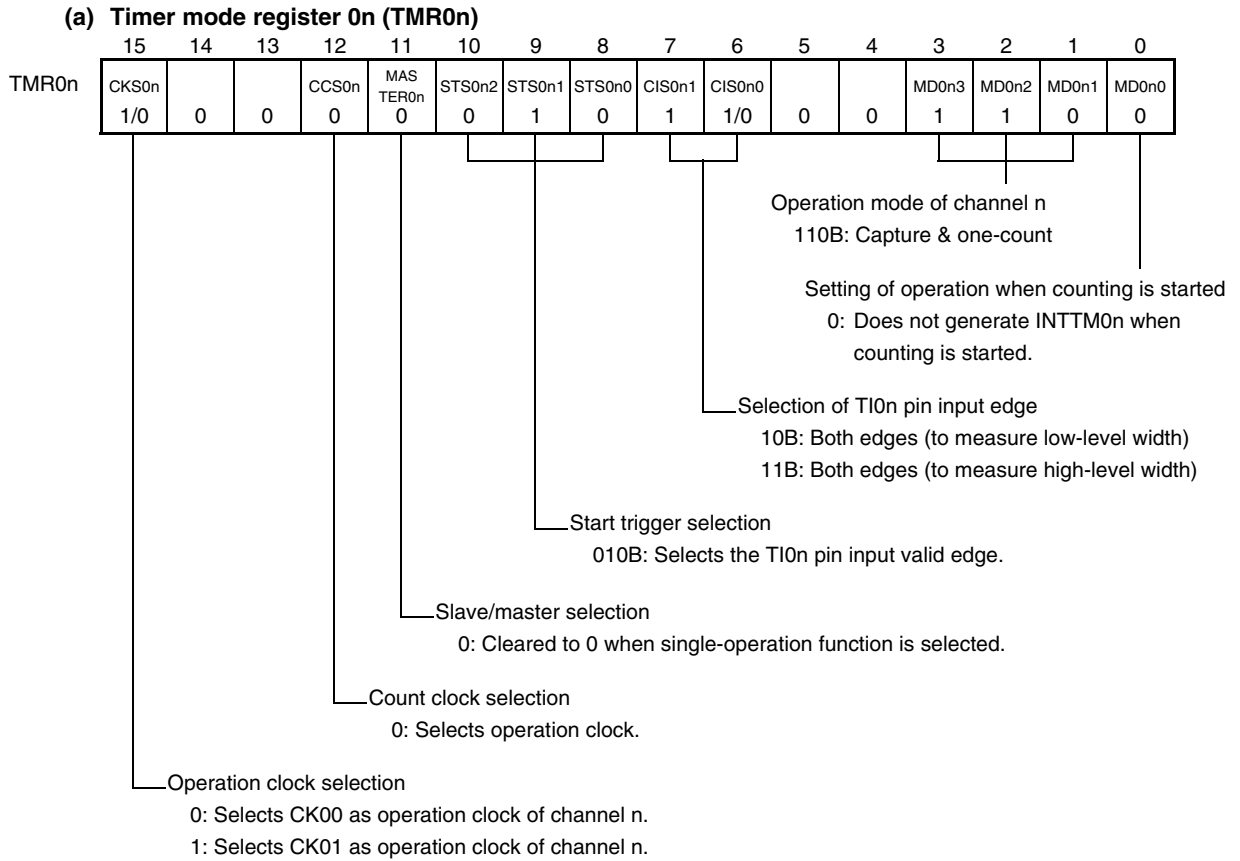 (a) Timer mode register 0n (TMR0n)
15 14 13 12 11 10 9 8 7 6 5 4 3 2 1 0
TMR0n CKS0n CCS0n MAS TER0n STS0n2 STS0n1 STS0n0 CIS0n1 CIS0n0 MD0n3 MD0n2 MD0n1 MD0n0
1/0 0 0 0 0 0 1 0 1 1/0 0 0 1 1 0 0
Operation mode of channel n
110B: Capture & one-count
Setting of operation when counting is started
0: Does not generate INTTM0n when
counting is started.
Selection of TI0n pin input edge
10B: Both edges (to measure low-level width)
11B: Both edges (to measure high-level width)
Start trigger selection
010B: Selects the TI0n pin input valid edge.
Slave/master selection
0: Cleared to 0 when single-operation function is selected.
Count clock selection
0: Selects operation clock.
Operation clock selection
0: Selects CK00 as operation clock of channel n.
1: Selects CK01 as operation clock of channel n.